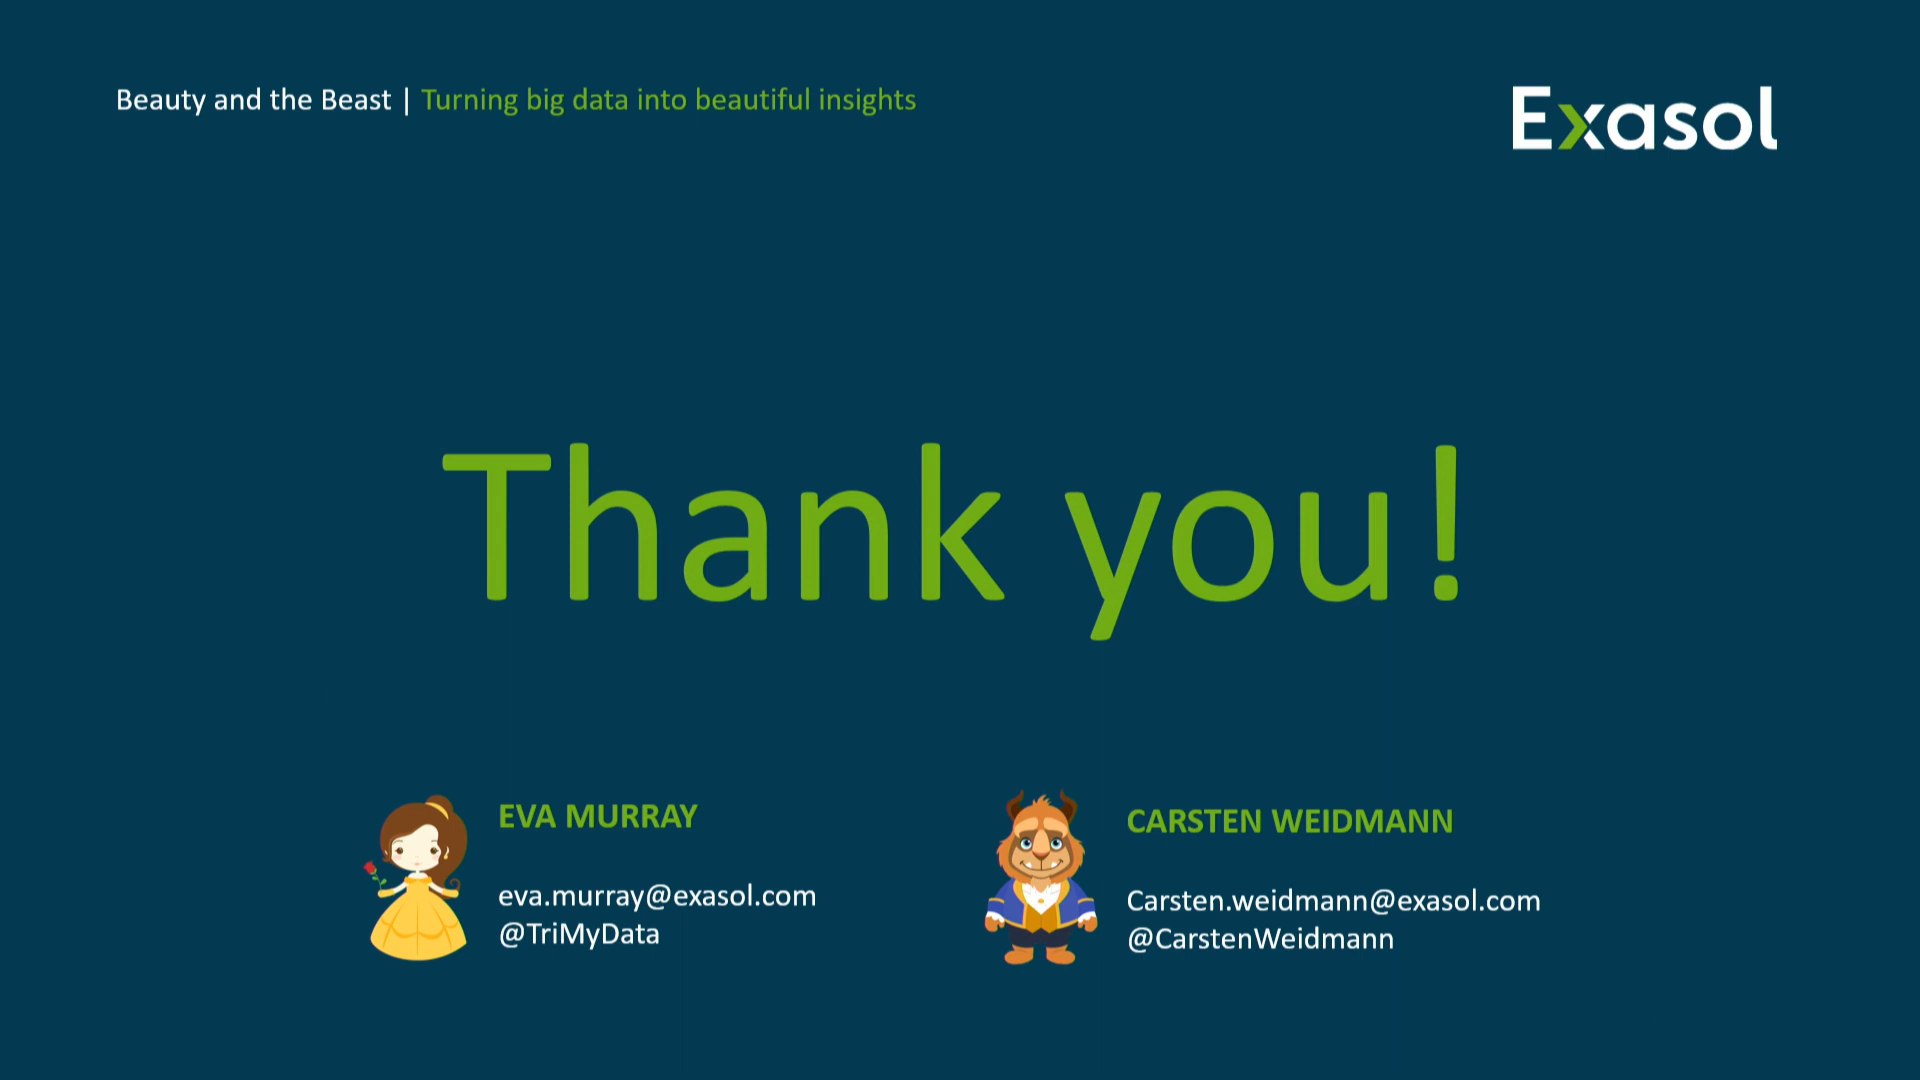 Beauty and the Beast | Turning big data into beautiful insights
Exasol
Thank you!
EVA MURRAY
eva.murray@exasol.com
@TriMyData
CARSTEN WEIDMANN
Carsten.weidmann@exasol.com
@CarstenWeidmann